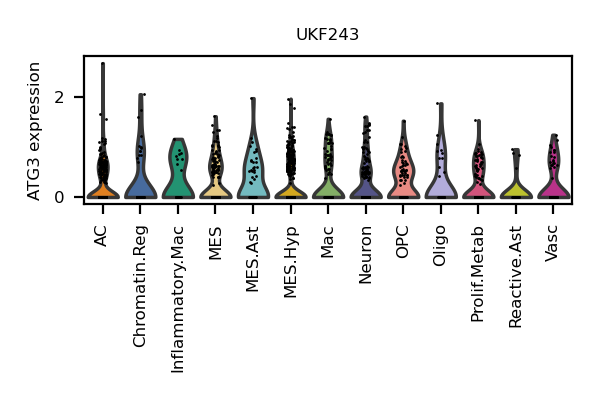 UKF243
ATG3 expression
2
0
AC
Chromatin.Reg
Inflammatory.Mac
MES
MES.Ast
MES.Hyp
Mac
Neuron
OPC
Oligo
Prolif.Metab
Reactive.Ast
Vasc